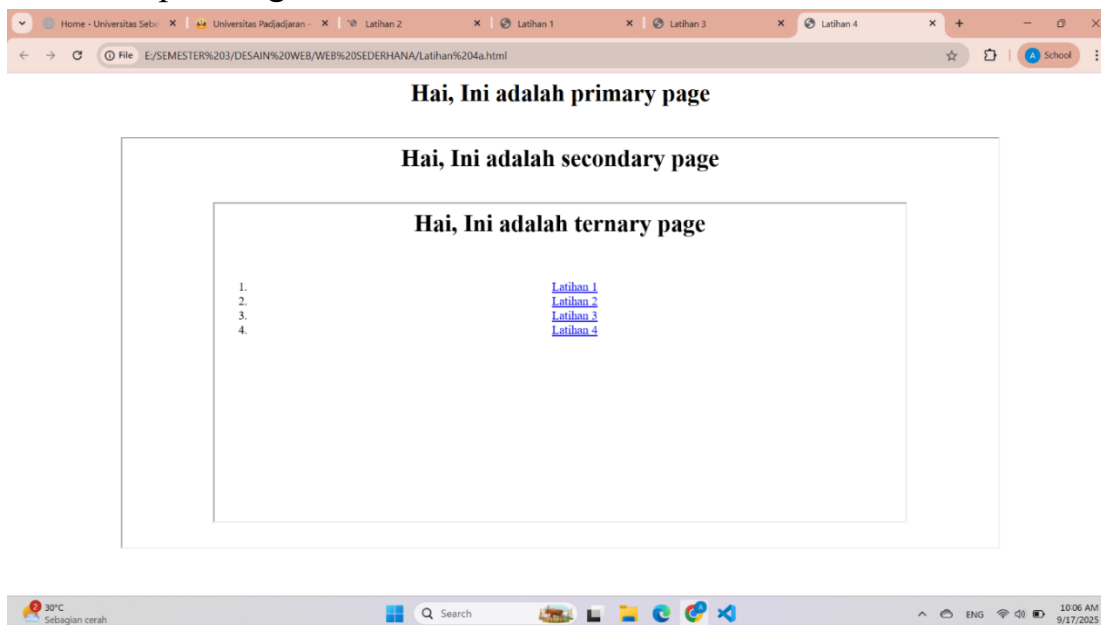 Home - Universitas Sebe
Universitas Padjadjaran -
Latihan 2
Latihan 1
Latihan 3
Latihan 4
File
E:/SEMESTER%203/DESAIN%20WEB/WEB%20SEDERHANA/Latihan%204a.html
A
School
Hai, Ini adalah primary page
Hai, Ini adalah secondary page
Hai, Ini adalah ternary page
1. Latihan 1
2. Latihan 2
3. Latihan 3
4. Latihan 4
2
30°C
Sebagian cerah
Search
ENG
10:06 AM
9/17/2025